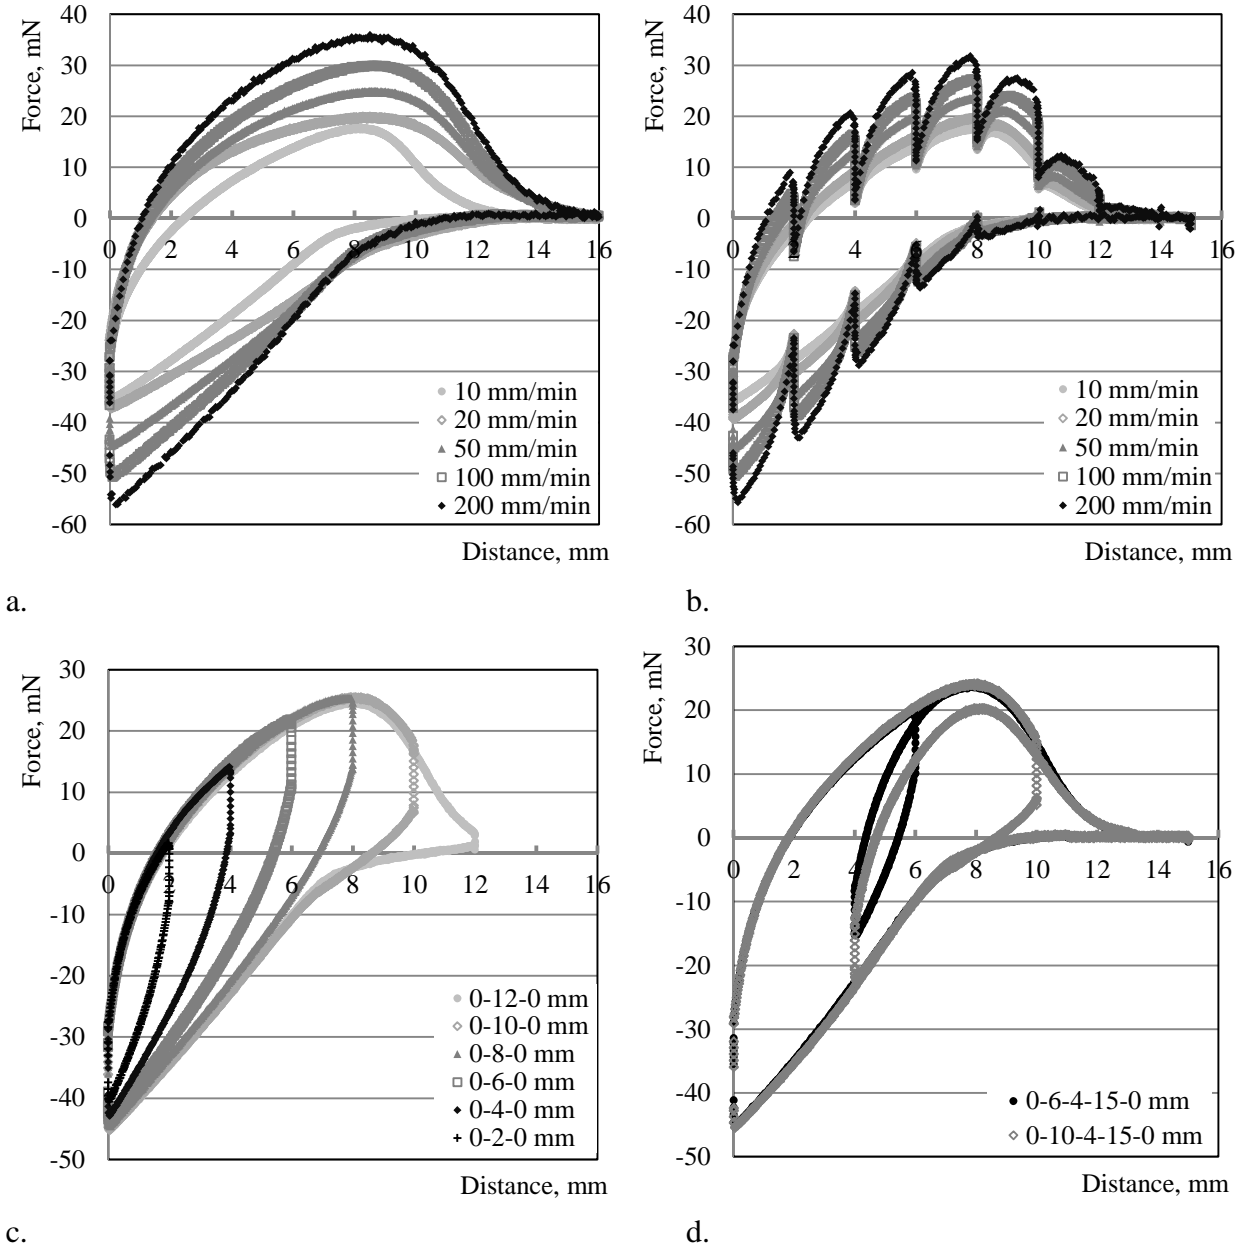 Force, mN
40
30
20
10
0
-10
-20
-30
-40
-50
-60
0 2 4 6 8 10 12 14 16
10 mm/min
20 mm/min
50 mm/min
100 mm/min
200 mm/min
Distance, mm
a.
Force, mN
40
30
20
10
0
-10
-20
-30
-40
-50
-60
0 2 4 6 8 10 12 14 16
10 mm/min
20 mm/min
50 mm/min
100 mm/min
200 mm/min
Distance, mm
b.
Force, mN
30
20
10
0
-10
-20
-30
-40
-50
0 2 4 6 8 10 12 14 16
0-12-0 mm
0-10-0 mm
0-8-0 mm
0-6-0 mm
0-4-0 mm
0-2-0 mm
Distance, mm
c.
Force, mN
30
20
10
0
-10
-20
-30
-40
-50
0 2 4 6 8 10 12 14 16
0-6-4-15-0 mm
0-10-4-15-0 mm
Distance, mm
d.